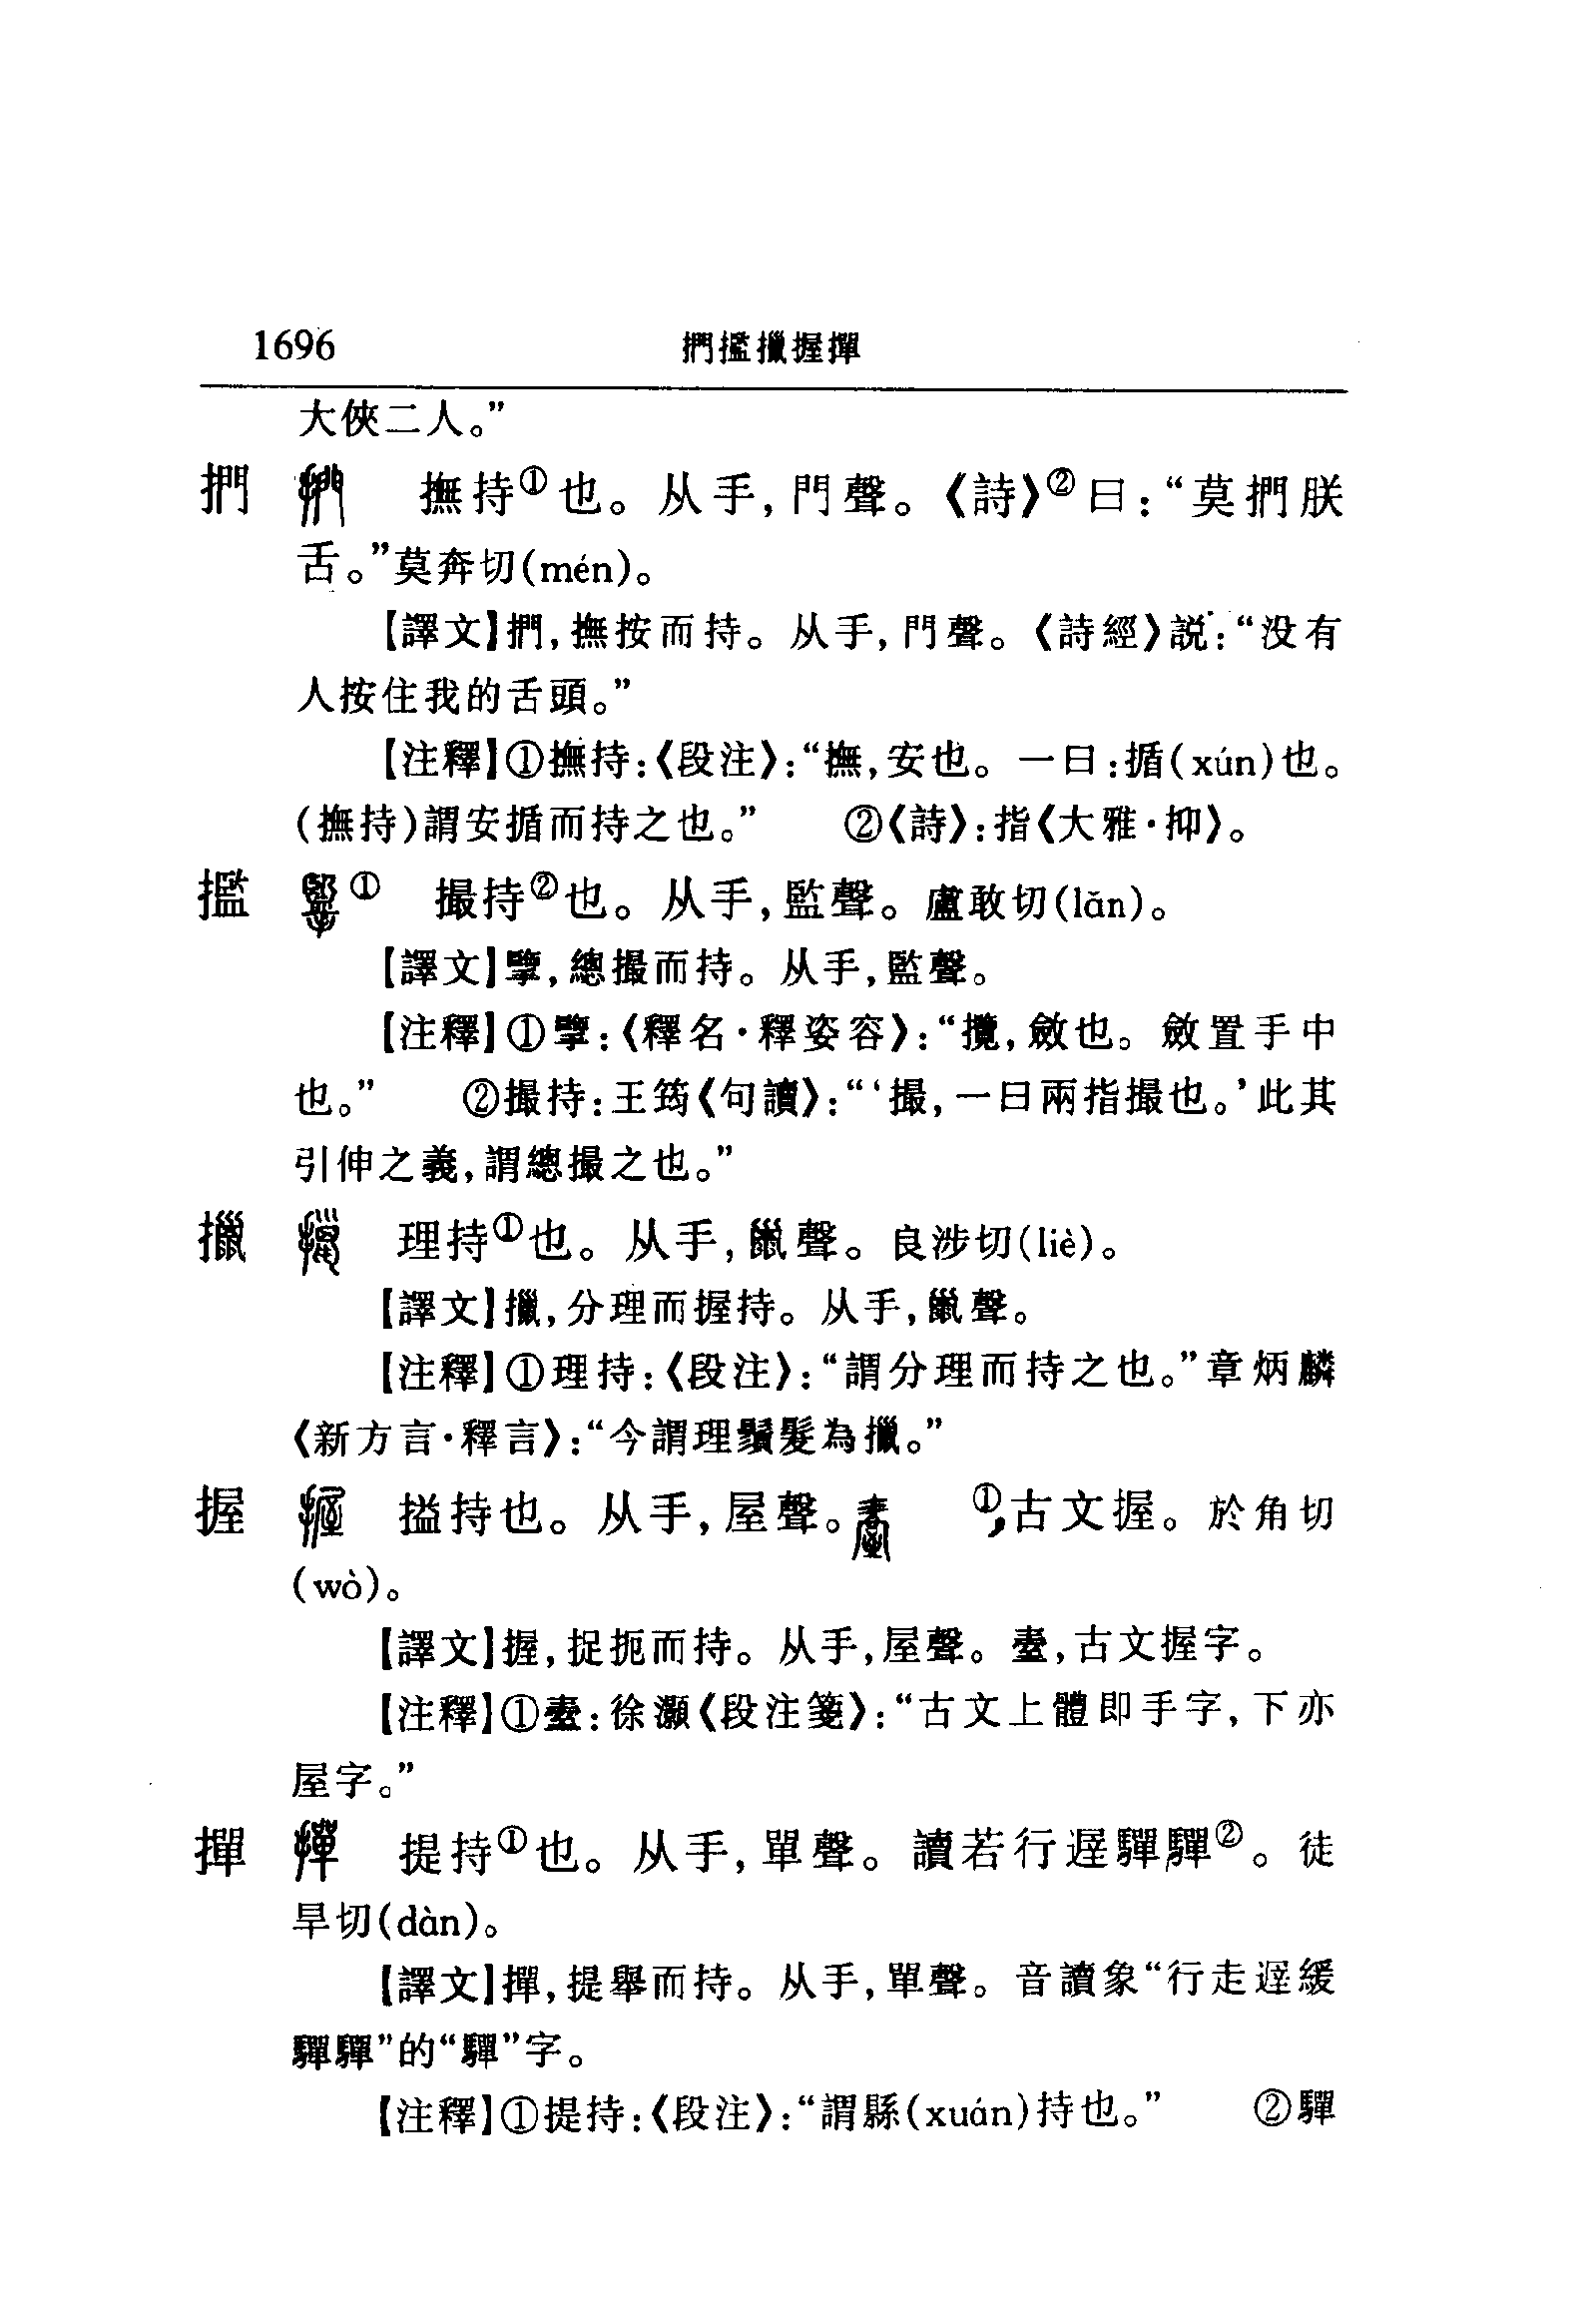 1696
捫㩜擸握撣
大俠二人。”
捫 撫持①也。从手,門聲。《詩》②曰:“莫捫朕
舌。”莫奔切(mén)。
【譯文】捫,撫按而持。从手,門聲。《詩經》説:“没有
人按住我的舌頭。”
【注釋】①撫持:《段注》:“撫,安也。一曰:揗(xún)也。
(撫持)謂安揗而持之也。”　②《詩》:指《大雅·抑》。
㩜 ① 撮持②也。从手,監聲。盧敢切(lǎn)。
【譯文】擥,總撮而持。从手,監聲。
【注釋】①擥:《釋名·釋姿容》:“攬,斂也。斂置手中
也。”　②撮持:王筠《句讀》:“‘撮,一曰兩指撮也。’此其
引伸之義,謂總撮之也。”
擸 理持①也。从手,巤聲。良涉切(liè)。
【譯文】擸,分理而握持。从手,巤聲。
【注釋】①理持:《段注》:“謂分理而持之也。”章炳麟
《新方言·釋言》:“今謂理鬚髮為擸。”
握 搤持也。从手,屋聲。①,古文握。於角切
(wò)。
【譯文】握,捉扼而持。从手,屋聲。㙠,古文握字。
【注釋】①㙠:徐灝《段注箋》:“古文上體即手字,下亦
屋字。”
撣 提持①也。从手,單聲。讀若行遟驒驒②。徒
旱切(dàn)。
【譯文】撣,提舉而持。从手,單聲。音讀象“行走遟緩
驒驒”的“驒”字。
【注釋】①提持:《段注》:“謂縣(xuán)持也。”　②驒